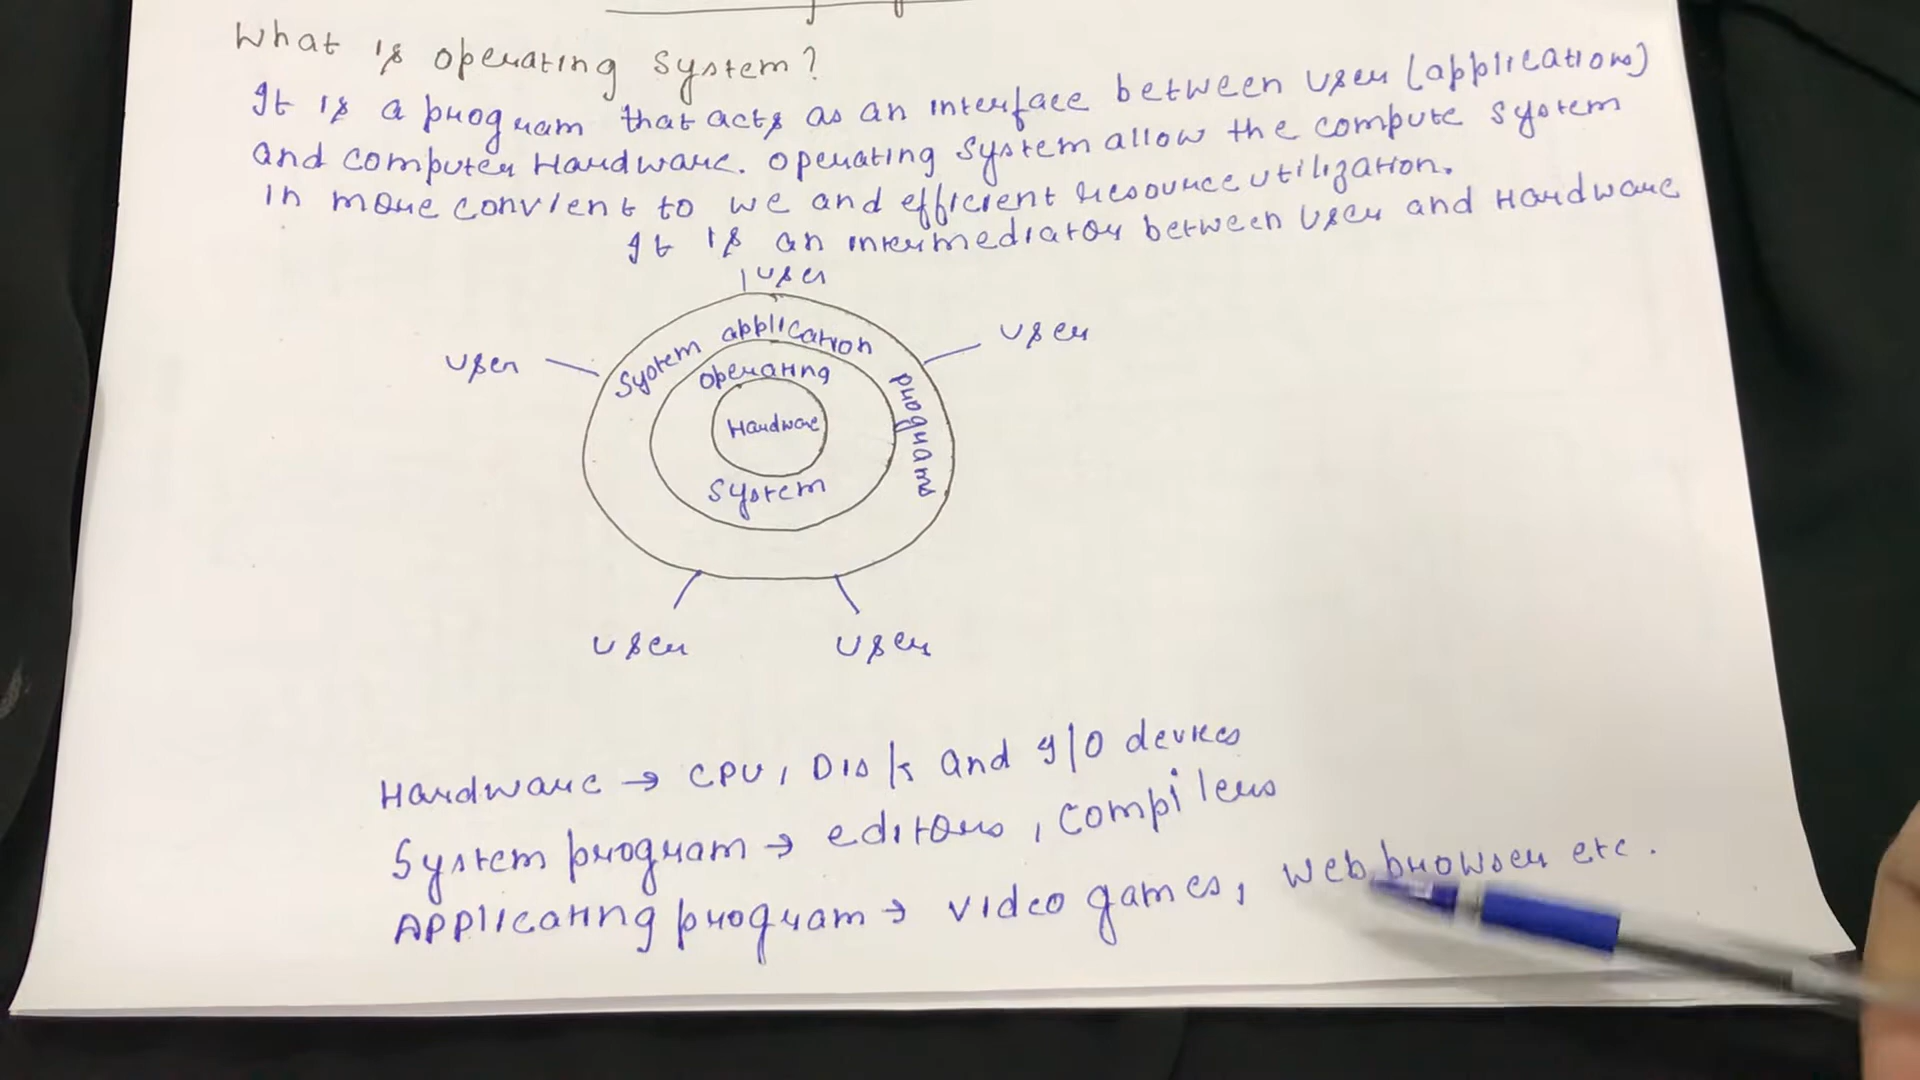 What is operating system?
It is a program that acts as an interface between user (applications)
and computer Hardware. operating system allow the compute system
in more convient to we and efficient resource utilization.
It is an intermediator between user and Hardware
user
user
user
System application programs
operating
Hardware
System
user
user
Hardware → CPU, Disk and I/O devices
System program → editors, compilers
Applicating program → video games, web browser etc.